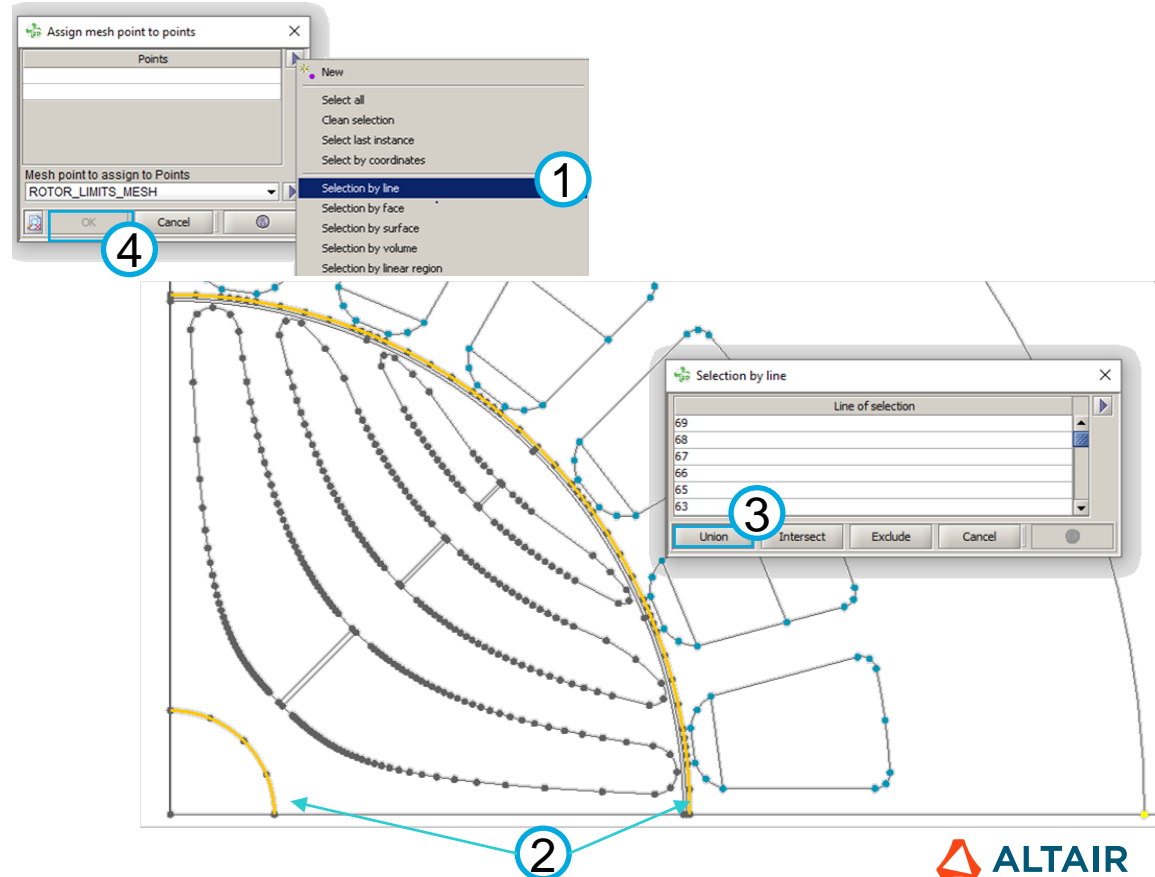 Assign mesh point to points
Points
New
Select all
Clean selection
Select last instance
Select by coordinates
Mesh point to assign to Points
ROTOR_LIMITS_MESH
Selection by line
1
Selection by face
OK
Cancel
Selection by surface
4
Selection by volume
Selection by linear region
Selection by line
Line of selection
69
68
67
66
65
63
3
Union
Intersect
Exclude
Cancel
2
ALTAIR